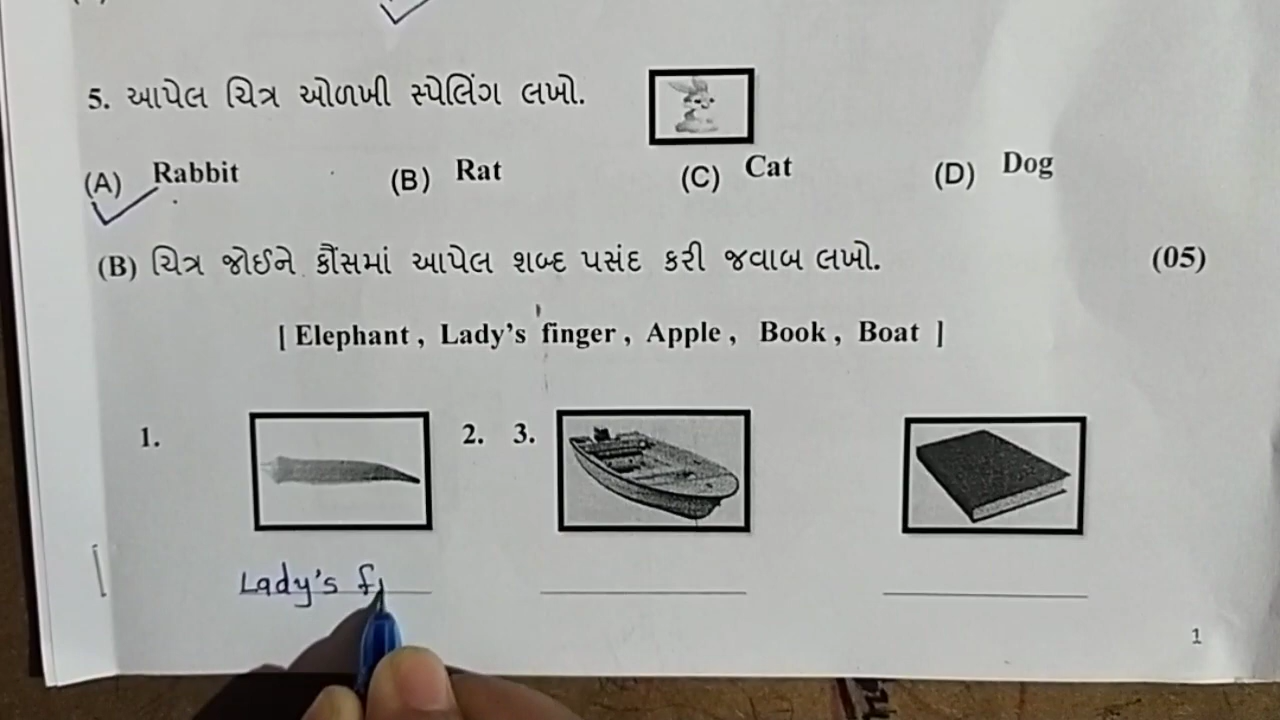 5. આપેલ ચિત્ર ઓળખી સ્પેલિંગ લખો.
(A) Rabbit (B) Rat (C) Cat (D) Dog
(B) ચિત્ર જોઈને કૌંસમાં આપેલ શબ્દ પસંદ કરી જવાબ લખો. (05)
[ Elephant , Lady’s finger , Apple , Book , Boat ]
1. 2. 3.
Lady's f
1